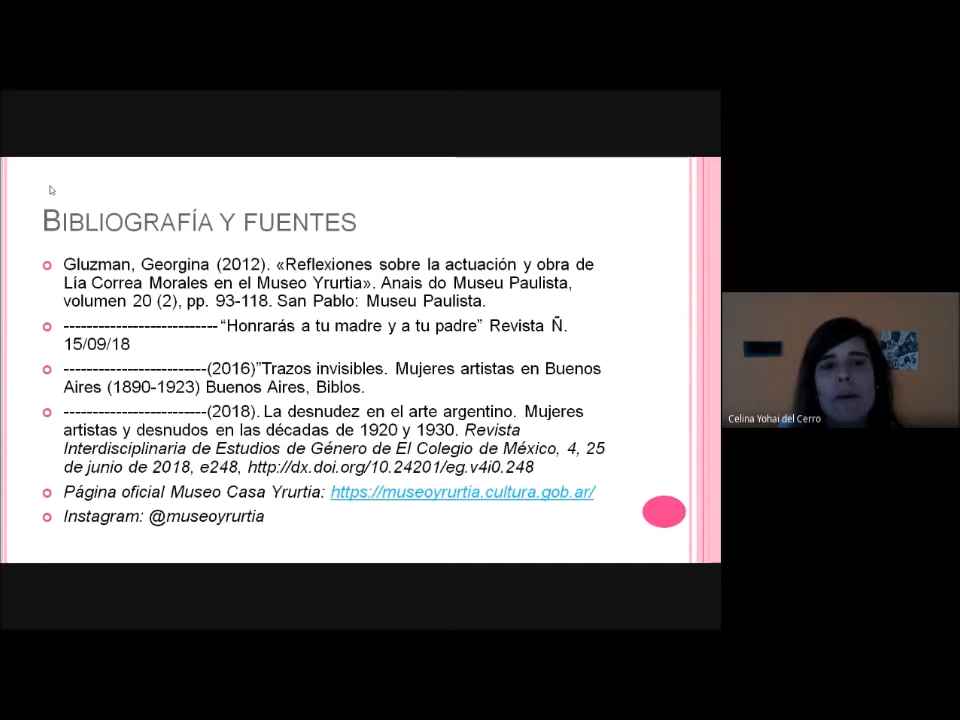 BIBLIOGRAFÍA Y FUENTES
Gluzman, Georgina (2012). «Reflexiones sobre la actuación y obra de
Lía Correa Morales en el Museo Yrurtia». Anais do Museu Paulista,
volumen 20 (2), pp. 93-118. San Pablo: Museu Paulista.
---------------------------“Honrarás a tu madre y a tu padre” Revista Ñ.
15/09/18
-------------------------(2016)”Trazos invisibles. Mujeres artistas en Buenos
Aires (1890-1923) Buenos Aires, Biblos.
-------------------------(2018). La desnudez en el arte argentino. Mujeres
artistas y desnudos en las décadas de 1920 y 1930. Revista
Interdisciplinaria de Estudios de Género de El Colegio de México, 4, 25
de junio de 2018, e248, http://dx.doi.org/10.24201/eg.v4i0.248
Página oficial Museo Casa Yrurtia: https://museoyrurtia.cultura.gob.ar/
Instagram: @museoyrurtia
Celina Yohai del Cerro